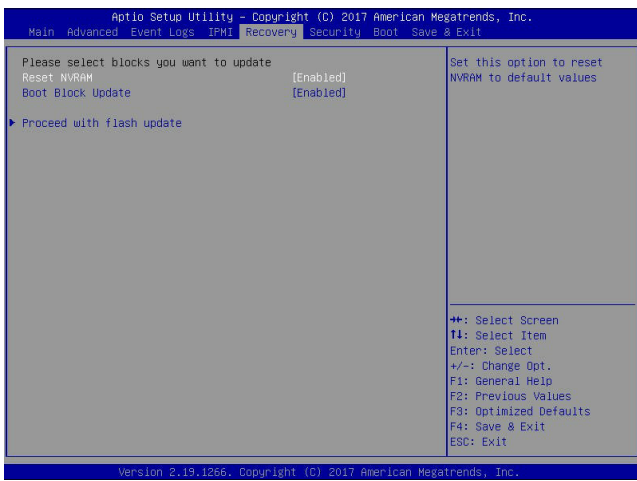 Aptio Setup Utility – Copyright (C) 2017 American Megatrends, Inc.
Main Advanced Event Logs IPMI Recovery Security Boot Save & Exit
Please select blocks you want to update
Reset NVRAM [Enabled]
Boot Block Update [Enabled]
Proceed with flash update
Set this option to reset
NVRAM to default values
→←: Select Screen
↑↓: Select Item
Enter: Select
+/-: Change Opt.
F1: General Help
F2: Previous Values
F3: Optimized Defaults
F4: Save & Exit
ESC: Exit
Version 2.19.1266. Copyright (C) 2017 American Megatrends, Inc.